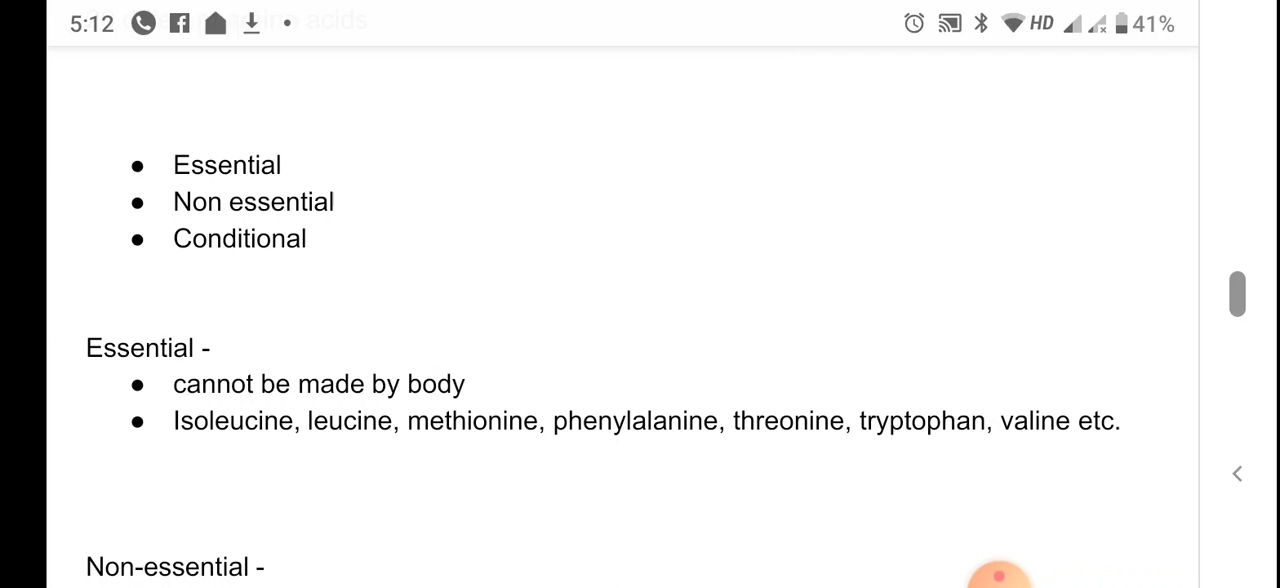 5:12 HD 41%
acids
● Essential
● Non essential
● Conditional
Essential -
● cannot be made by body
● Isoleucine, leucine, methionine, phenylalanine, threonine, tryptophan, valine etc.
Non-essential -